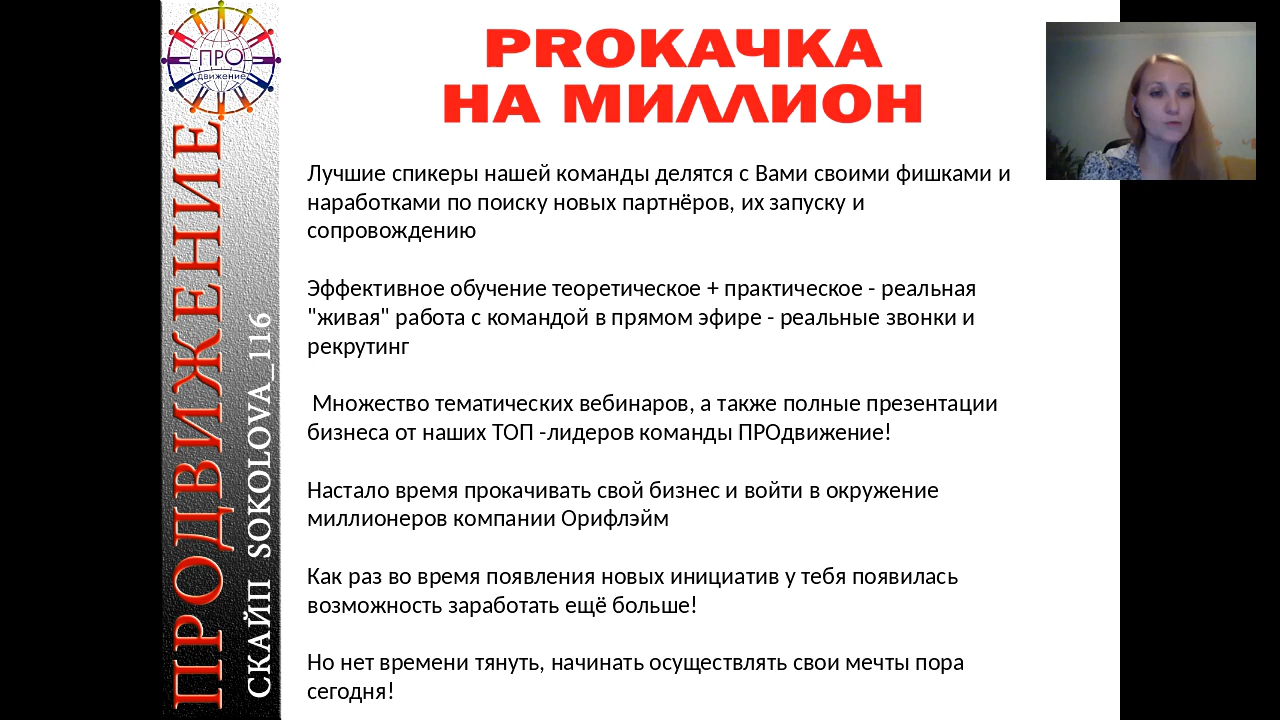 ПРО
движение
ПРОДВИЖЕНИЕ
СКАЙП SOKOLOVA_116
PROКАЧКА
НА МИЛЛИОН
Лучшие спикеры нашей команды делятся с Вами своими фишками и
наработками по поиску новых партнёров, их запуску и
сопровождению
Эффективное обучение теоретическое + практическое - реальная
"живая" работа с командой в прямом эфире - реальные звонки и
рекрутинг
Множество тематических вебинаров, а также полные презентации
бизнеса от наших ТОП -лидеров команды ПРОдвижение!
Настало время прокачивать свой бизнес и войти в окружение
миллионеров компании Орифлэйм
Как раз во время появления новых инициатив у тебя появилась
возможность заработать ещё больше!
Но нет времени тянуть, начинать осуществлять свои мечты пора
сегодня!